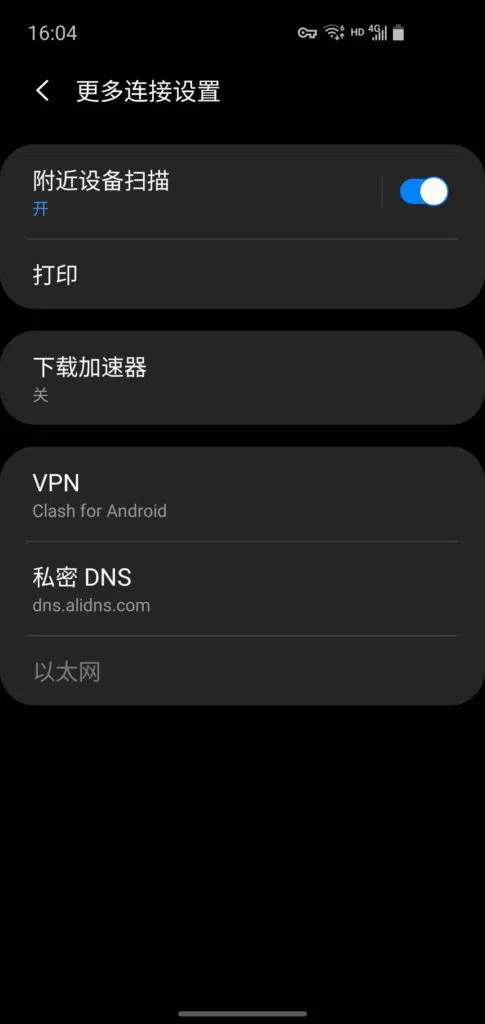 16:04
6 HD 4G
更多连接设置
附近设备扫描
开
打印
下载加速器
关
VPN
Clash for Android
私密 DNS
dns.alidns.com
以太网